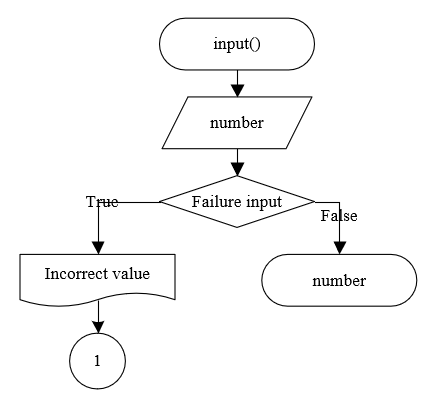 input()
number
Failure input
True
False
Incorrect value
number
1